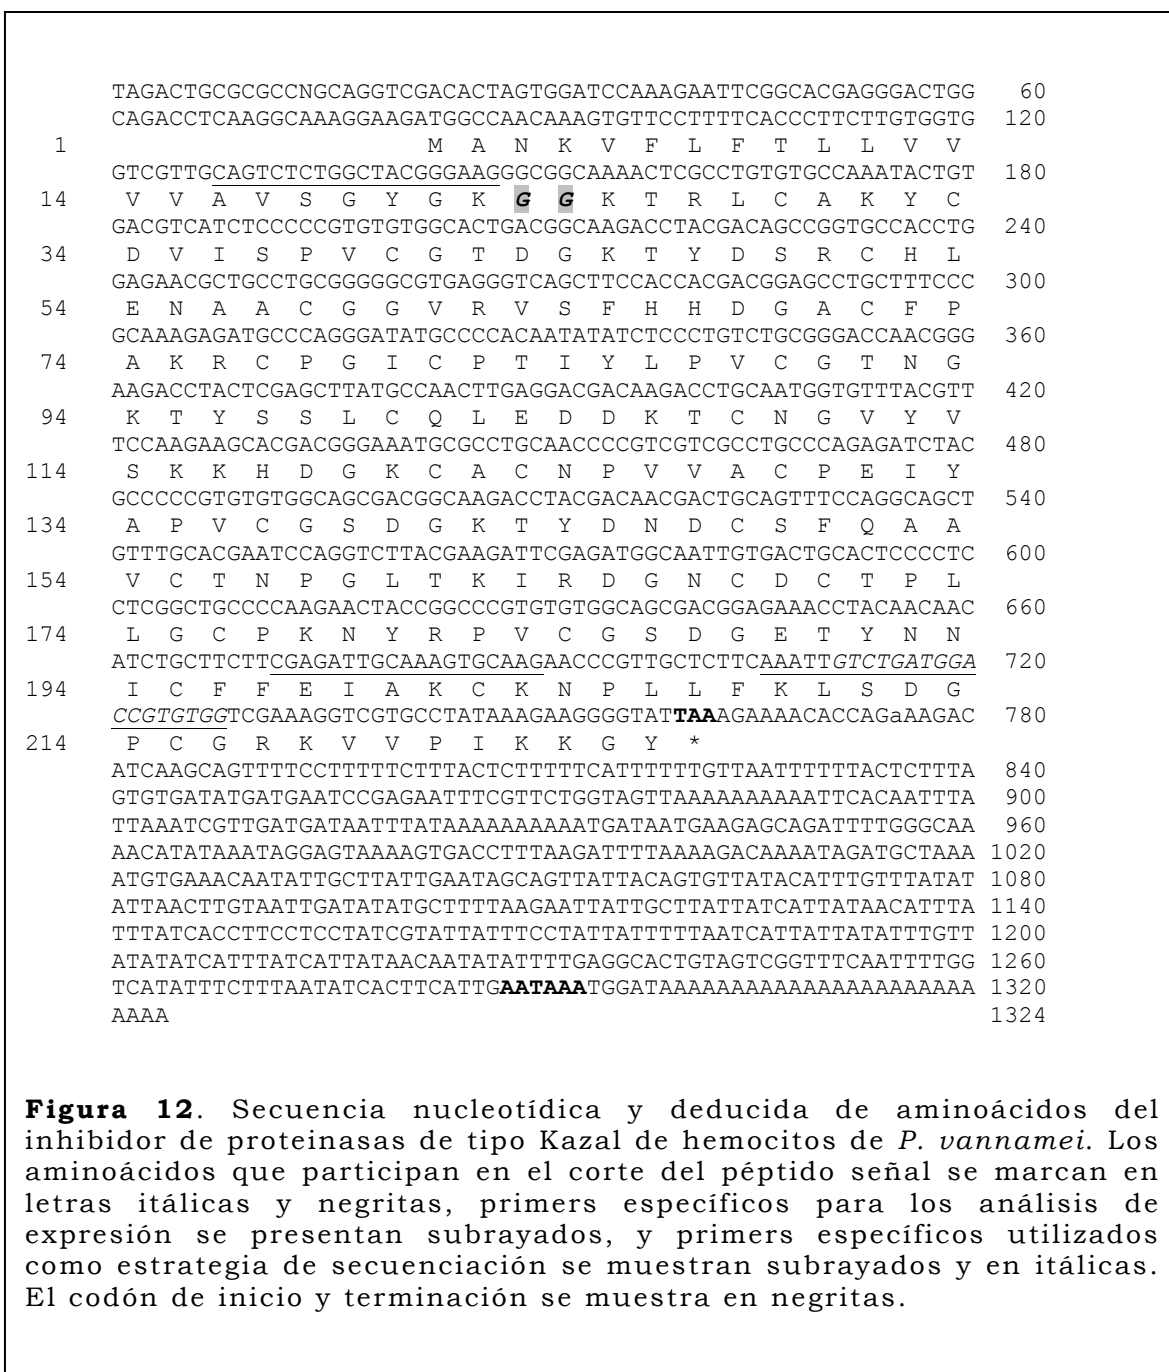 TAGACTGCGCGCCNGCAGGTCGACACTAGTGGATCCAAAGAATTCGGCACGAGGGACTGG 60
CAGACCTCAAGGCAAAGGAAGATGGCCAACAAAGTGTTCCTTTTCACCCTTCTTGTGGTG 120
1 M A N K V F L F T L L V V
GTCGTTGCAGTCTCTGGCTACGGGAAGGGCGGCAAAACTCGCCTGTGTGCCAAATACTGT 180
14 V V A V S G Y G K G G K T R L C A K Y C
GACGTCATCTCCCCCGTGTGTGGCACTGACGGCAAGACCTACGACAGCCGGTGCCACCTG 240
34 D V I S P V C G T D G K T Y D S R C H L
GAGAACGCTGCCTGCGGGGGCGTGAGGGTCAGCTTCCACCACGACGGAGCCTGCTTTCCC 300
54 E N A A C G G V R V S F H H D G A C F P
GCAAAGAGATGCCCAGGGATATGCCCCACAATATATCTCCCTGTCTGCGGGACCAACGGG 360
74 A K R C P G I C P T I Y L P V C G T N G
AAGACCTACTCGAGCTTATGCCAACTTGAGGACGACAAGACCTGCAATGGTGTTTACGTT 420
94 K T Y S S L C Q L E D D K T C N G V Y V
TCCAAGAAGCACGACGGGAAATGCGCCTGCAACCCCGTCGTCGCCTGCCCAGAGATCTAC 480
114 S K K H D G K C A C N P V V A C P E I Y
GCCCCCGTGTGTGGCAGCGACGGCAAGACCTACGACAACGACTGCAGTTTCCAGGCAGCT 540
134 A P V C G S D G K T Y D N D C S F Q A A
GTTTGCACGAATCCAGGTCTTACGAAGATTCGAGATGGCAATTGTGACTGCACTCCCCTC 600
154 V C T N P G L T K I R D G N C D C T P L
CTCGGCTGCCCCAAGAACTACCGGCCCGTGTGTGGCAGCGACGGAGAAACCTACAACAAC 660
174 L G C P K N Y R P V C G S D G E T Y N N
ATCTGCTTCTTCGAGATTGCAAAGTGCAAGAACCCGTTGCTCTTCAAATTGTCTGATGGA 720
194 I C F F E I A K C K N P L L F K L S D G
CCGTGTGGTCGAAAGGTCGTGCCTATAAAGAAGGGGTATTAAAGAAAACACCAGaAAGAC 780
214 P C G R K V V P I K K G Y *
ATCAAGCAGTTTTCCTTTTTCTTTACTCTTTTTCATTTTTTTGTTAATTTTTTACTCTTTA 840
GTGTGATATGATGAATCCGAGAATTTCGTTCTGGTAGTTAAAAAAAAAATTCACAATTTA 900
TTAAATCGTTGATGATAATTTATAAAAAAAAAATGATAATGAAGAGCAGATTTTGGGCAA 960
AACATATAAATAGGAGTAAAAGTGACCTTTAAGATTTTAAAAGACAAAATAGATGCTAAA 1020
ATGTGAAACAATATTGCTTATTGAATAGCAGTTATTACAGTGTTATACATTTGTTTATAT 1080
ATTAACTTGTAATTGATATATGCTTTTAAGAATTATTGCTTATTATCATTATAACATTTA 1140
TTTATCACCTTCCTCCTATCGTATTATTTCCTATTATTTTTAATCATTATTATATTTGTT 1200
ATATATCATTTATCATTATAACAATATATTTTGAGGCACTGTAGTCGGTTTCAATTTTGG 1260
TCATATTTCTTTAATATCACTTCATTGAATAAATGGATAAAAAAAAAAAAAAAAAAAAAA 1320
AAAA 1324
Figura 12. Secuencia nucleotídica y deducida de aminoácidos del
inhibidor de proteinasas de tipo Kazal de hemocitos de P. vannamei. Los
aminoácidos que participan en el corte del péptido señal se marcan en
letras itálicas y negritas, primers específicos para los análisis de
expresión se presentan subrayados, y primers específicos utilizados
como estrategia de secuenciación se muestran subrayados y en itálicas.
El codón de inicio y terminación se muestra en negritas.